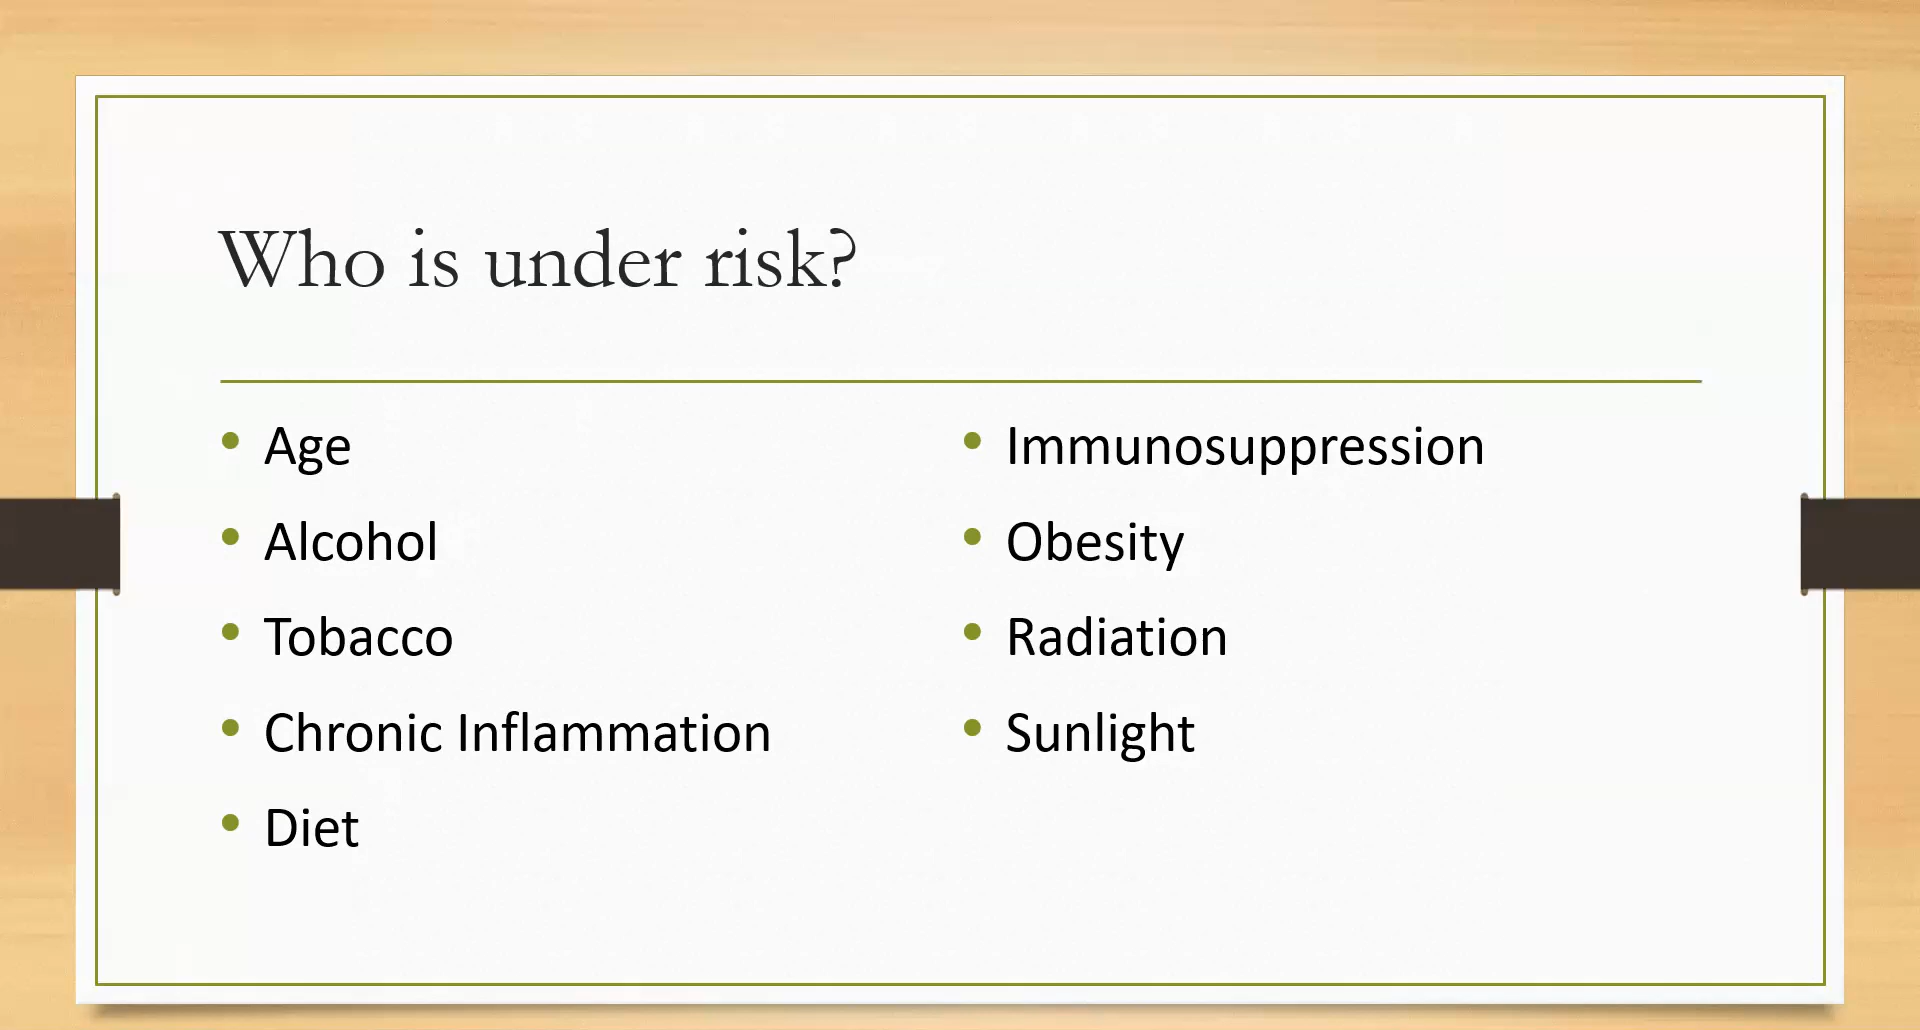 Who is under risk?
• Age
• Alcohol
• Tobacco
• Chronic Inflammation
• Diet
• Immunosuppression
• Obesity
• Radiation
• Sunlight